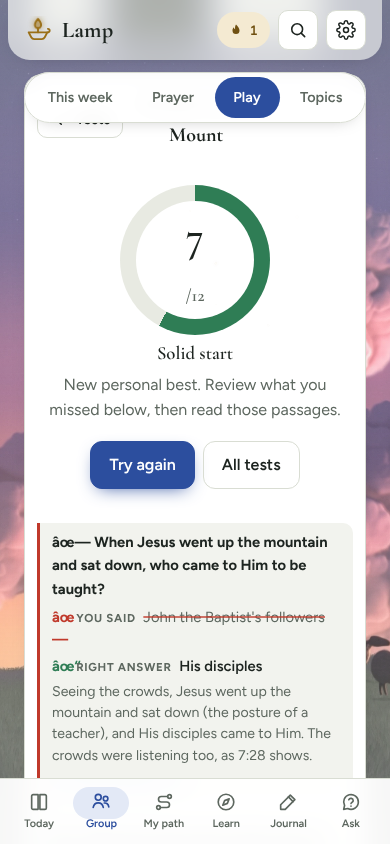 Lamp
1
This week Prayer Play Topics
Mount
7
/12
Solid start
New personal best. Review what you
missed below, then read those passages.
Try again All tests
âœ— When Jesus went up the mountain
and sat down, who came to Him to be
taught?
âœ— YOU SAID John the Baptist's followers
âœ“ RIGHT ANSWER His disciples
Seeing the crowds, Jesus went up the
mountain and sat down (the posture of a
teacher), and His disciples came to Him. The
crowds were listening too, as 7:28 shows.
Today Group My path Learn Journal Ask